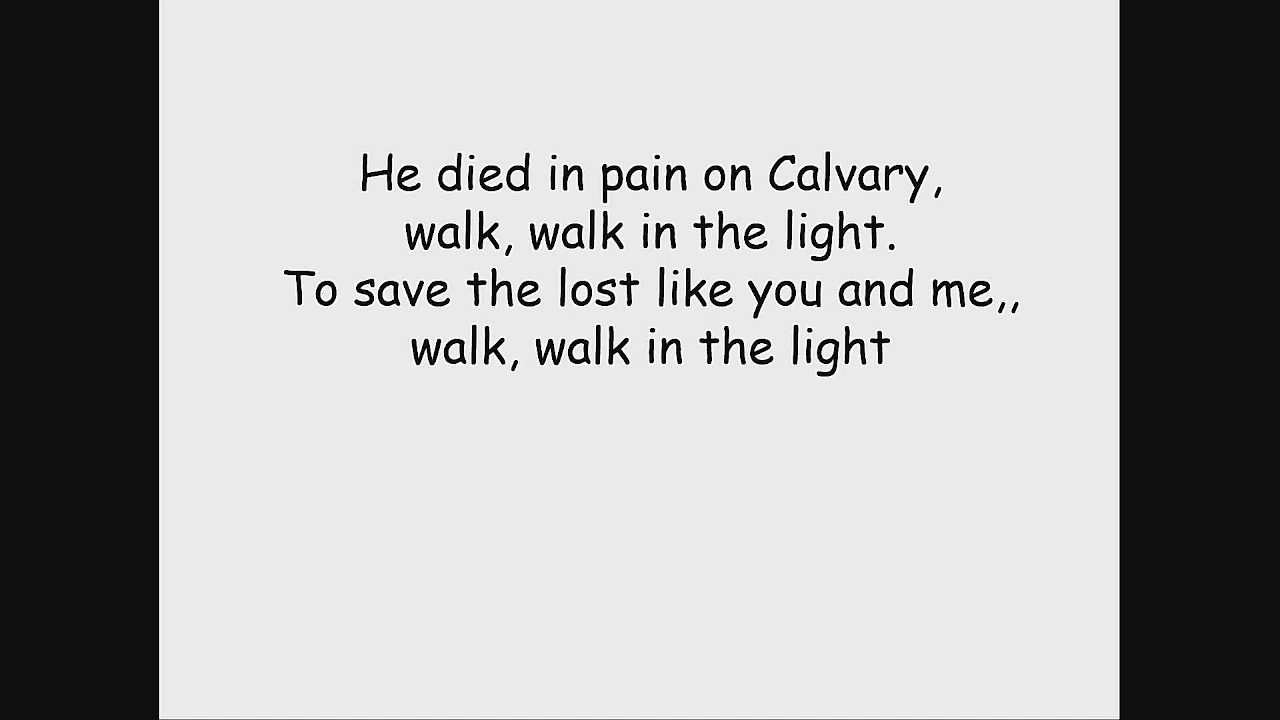 He died in pain on Calvary,
walk, walk in the light.
To save the lost like you and me,,
walk, walk in the light